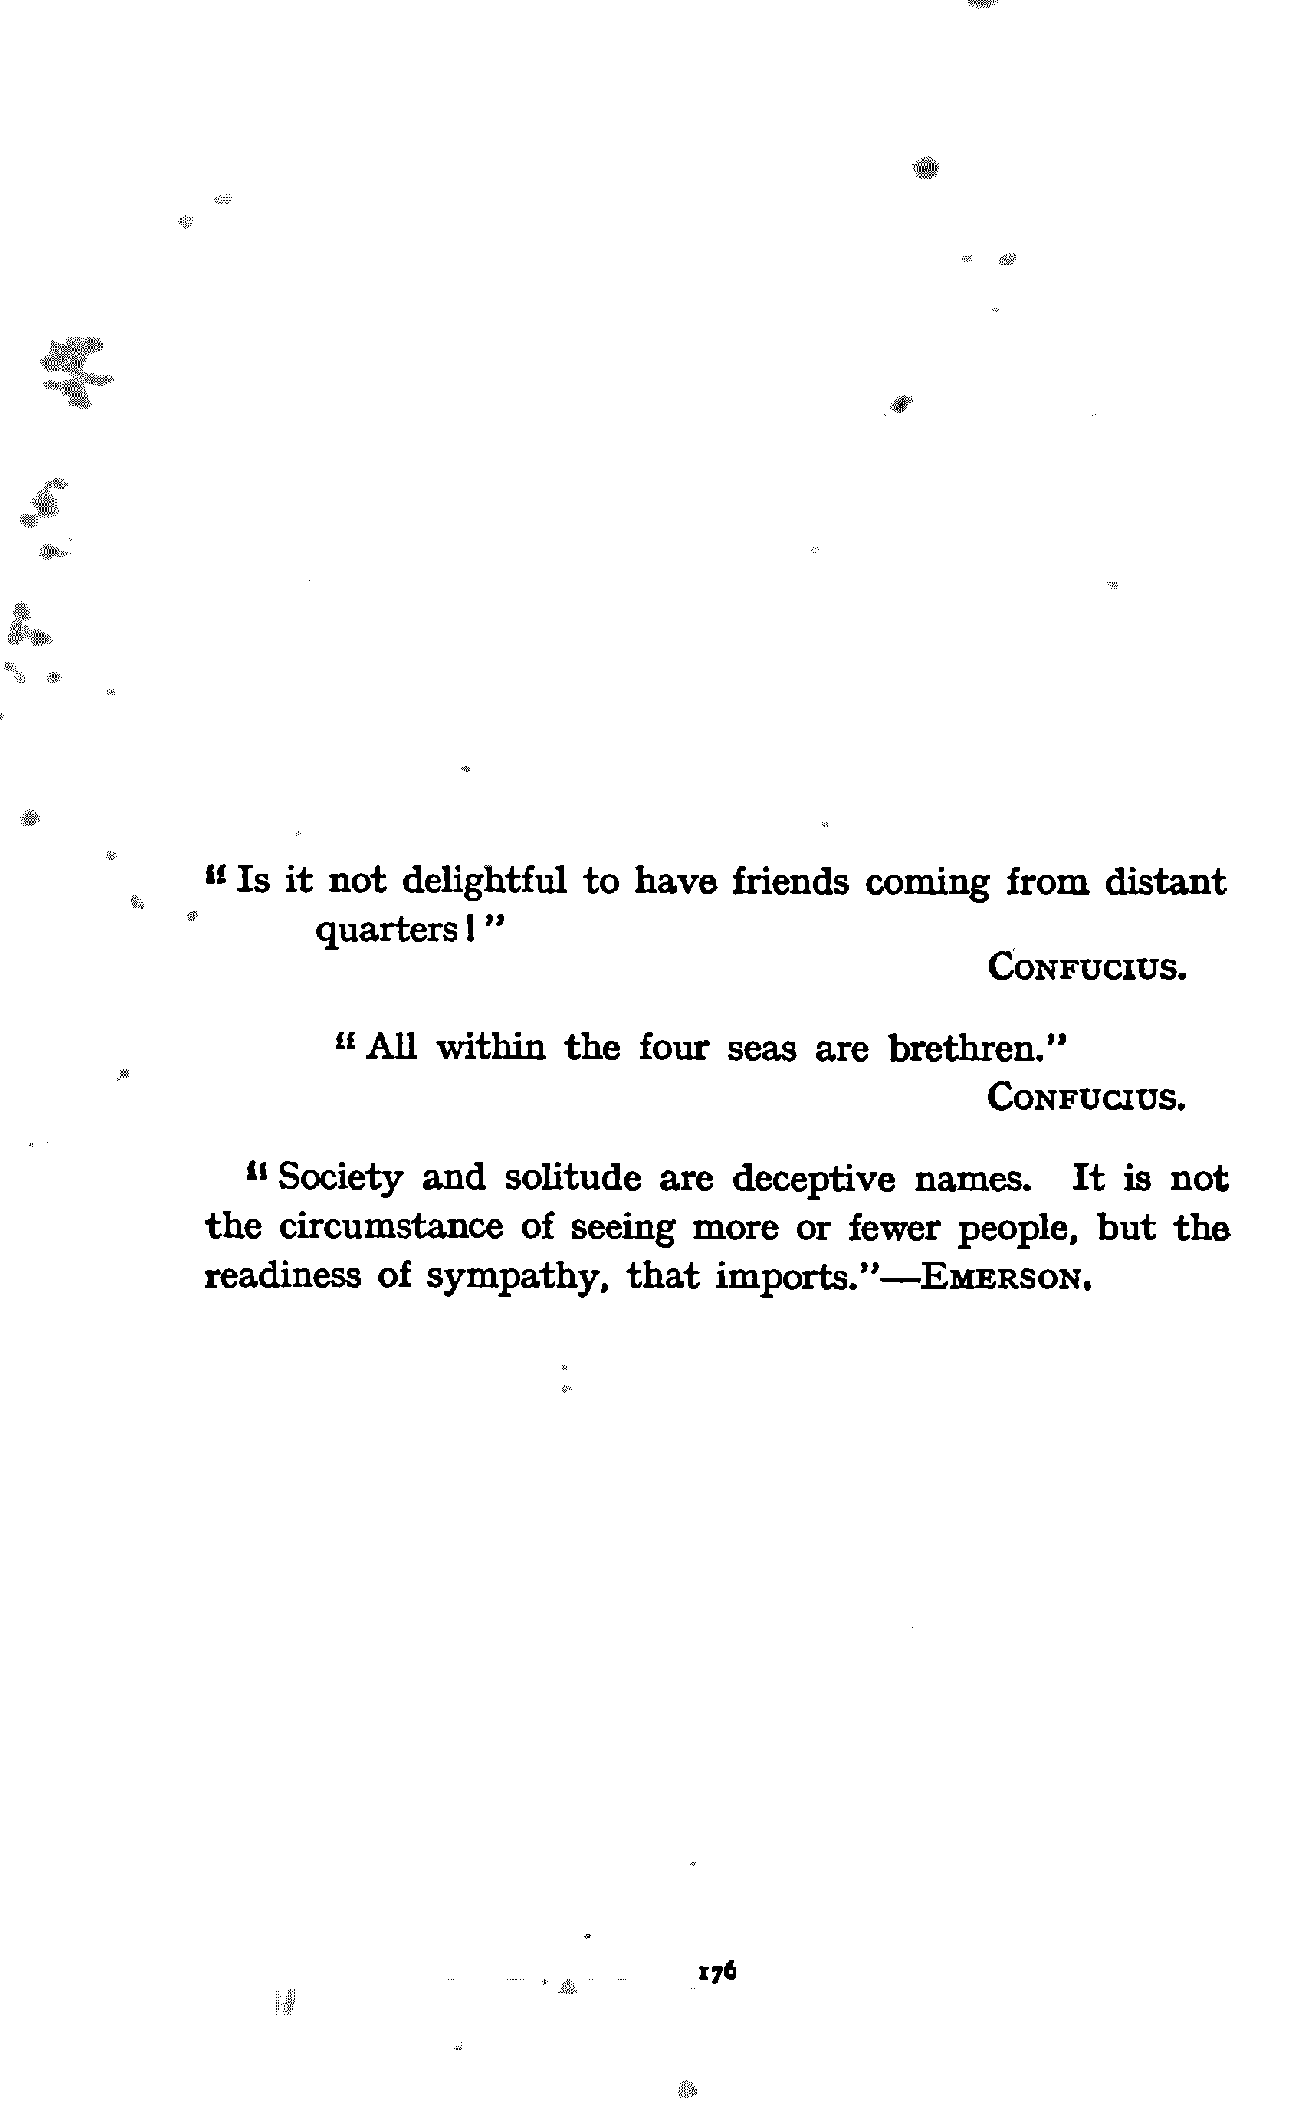 “ Is it not delightful to have friends coming from distant
quarters ! ”
CONFUCIUS.
“ All within the four seas are brethren.”
CONFUCIUS.
“ Society and solitude are deceptive names. It is not
the circumstance of seeing more or fewer people, but the
readiness of sympathy, that imports.”—EMERSON.
176